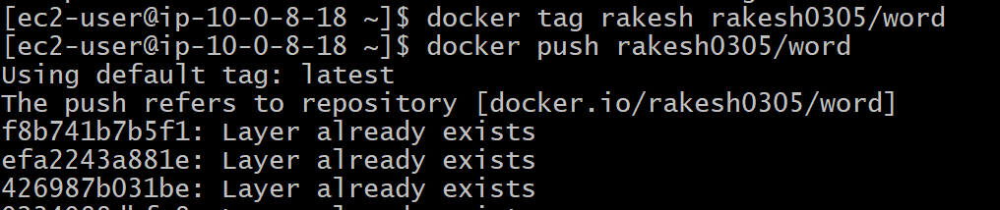 [ec2-user@ip-10-0-8-18 ~]$ docker tag rakesh rakesh0305/word
[ec2-user@ip-10-0-8-18 ~]$ docker push rakesh0305/word
Using default tag: latest
The push refers to repository [docker.io/rakesh0305/word]
f8b741b7b5f1: Layer already exists
efa2243a881e: Layer already exists
426987b031be: Layer already exists